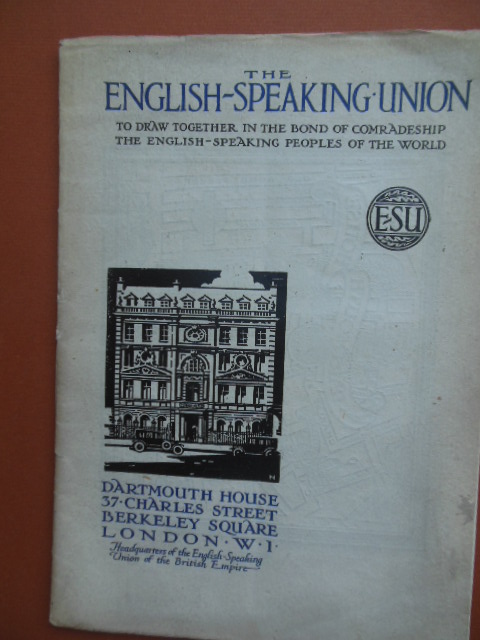 THE
ENGLISH-SPEAKING·UNION
TO DRAW TOGETHER IN THE BOND OF COMRADESHIP
THE ENGLISH-SPEAKING PEOPLES OF THE WORLD
E-SU
N
DARTMOUTH HOUSE
37·CHARLES STREET
BERKELEY SQUARE
LONDON·W·1·
Headquarters of the English-Speaking
Union of the British Empire